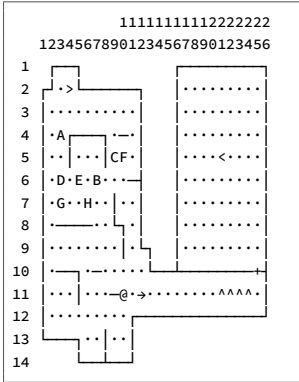 11111111112222222
12345678901234567890123456
1   ┌──┐          ┌─────────┐
2  ┌┘·>└──────┐   │·········│
3  │··········│   │·········│
4  │·A┌───┐·─·│   │·········│
5  │··│···│CF·│   │····<····│
6  │·D·E·B···─┤   │·········│
7  │·G··H··│··│   │·········│
8  │·────··└┐·│   │·········│
9  │········│·└┐  │·········│
10 │·──┐·─·····└──┴────────+┤
11 │···│···─@·→········^^^^·│
12 │·········┌──────────────┘
13 └───┐··│··│
14     └──┴──┘